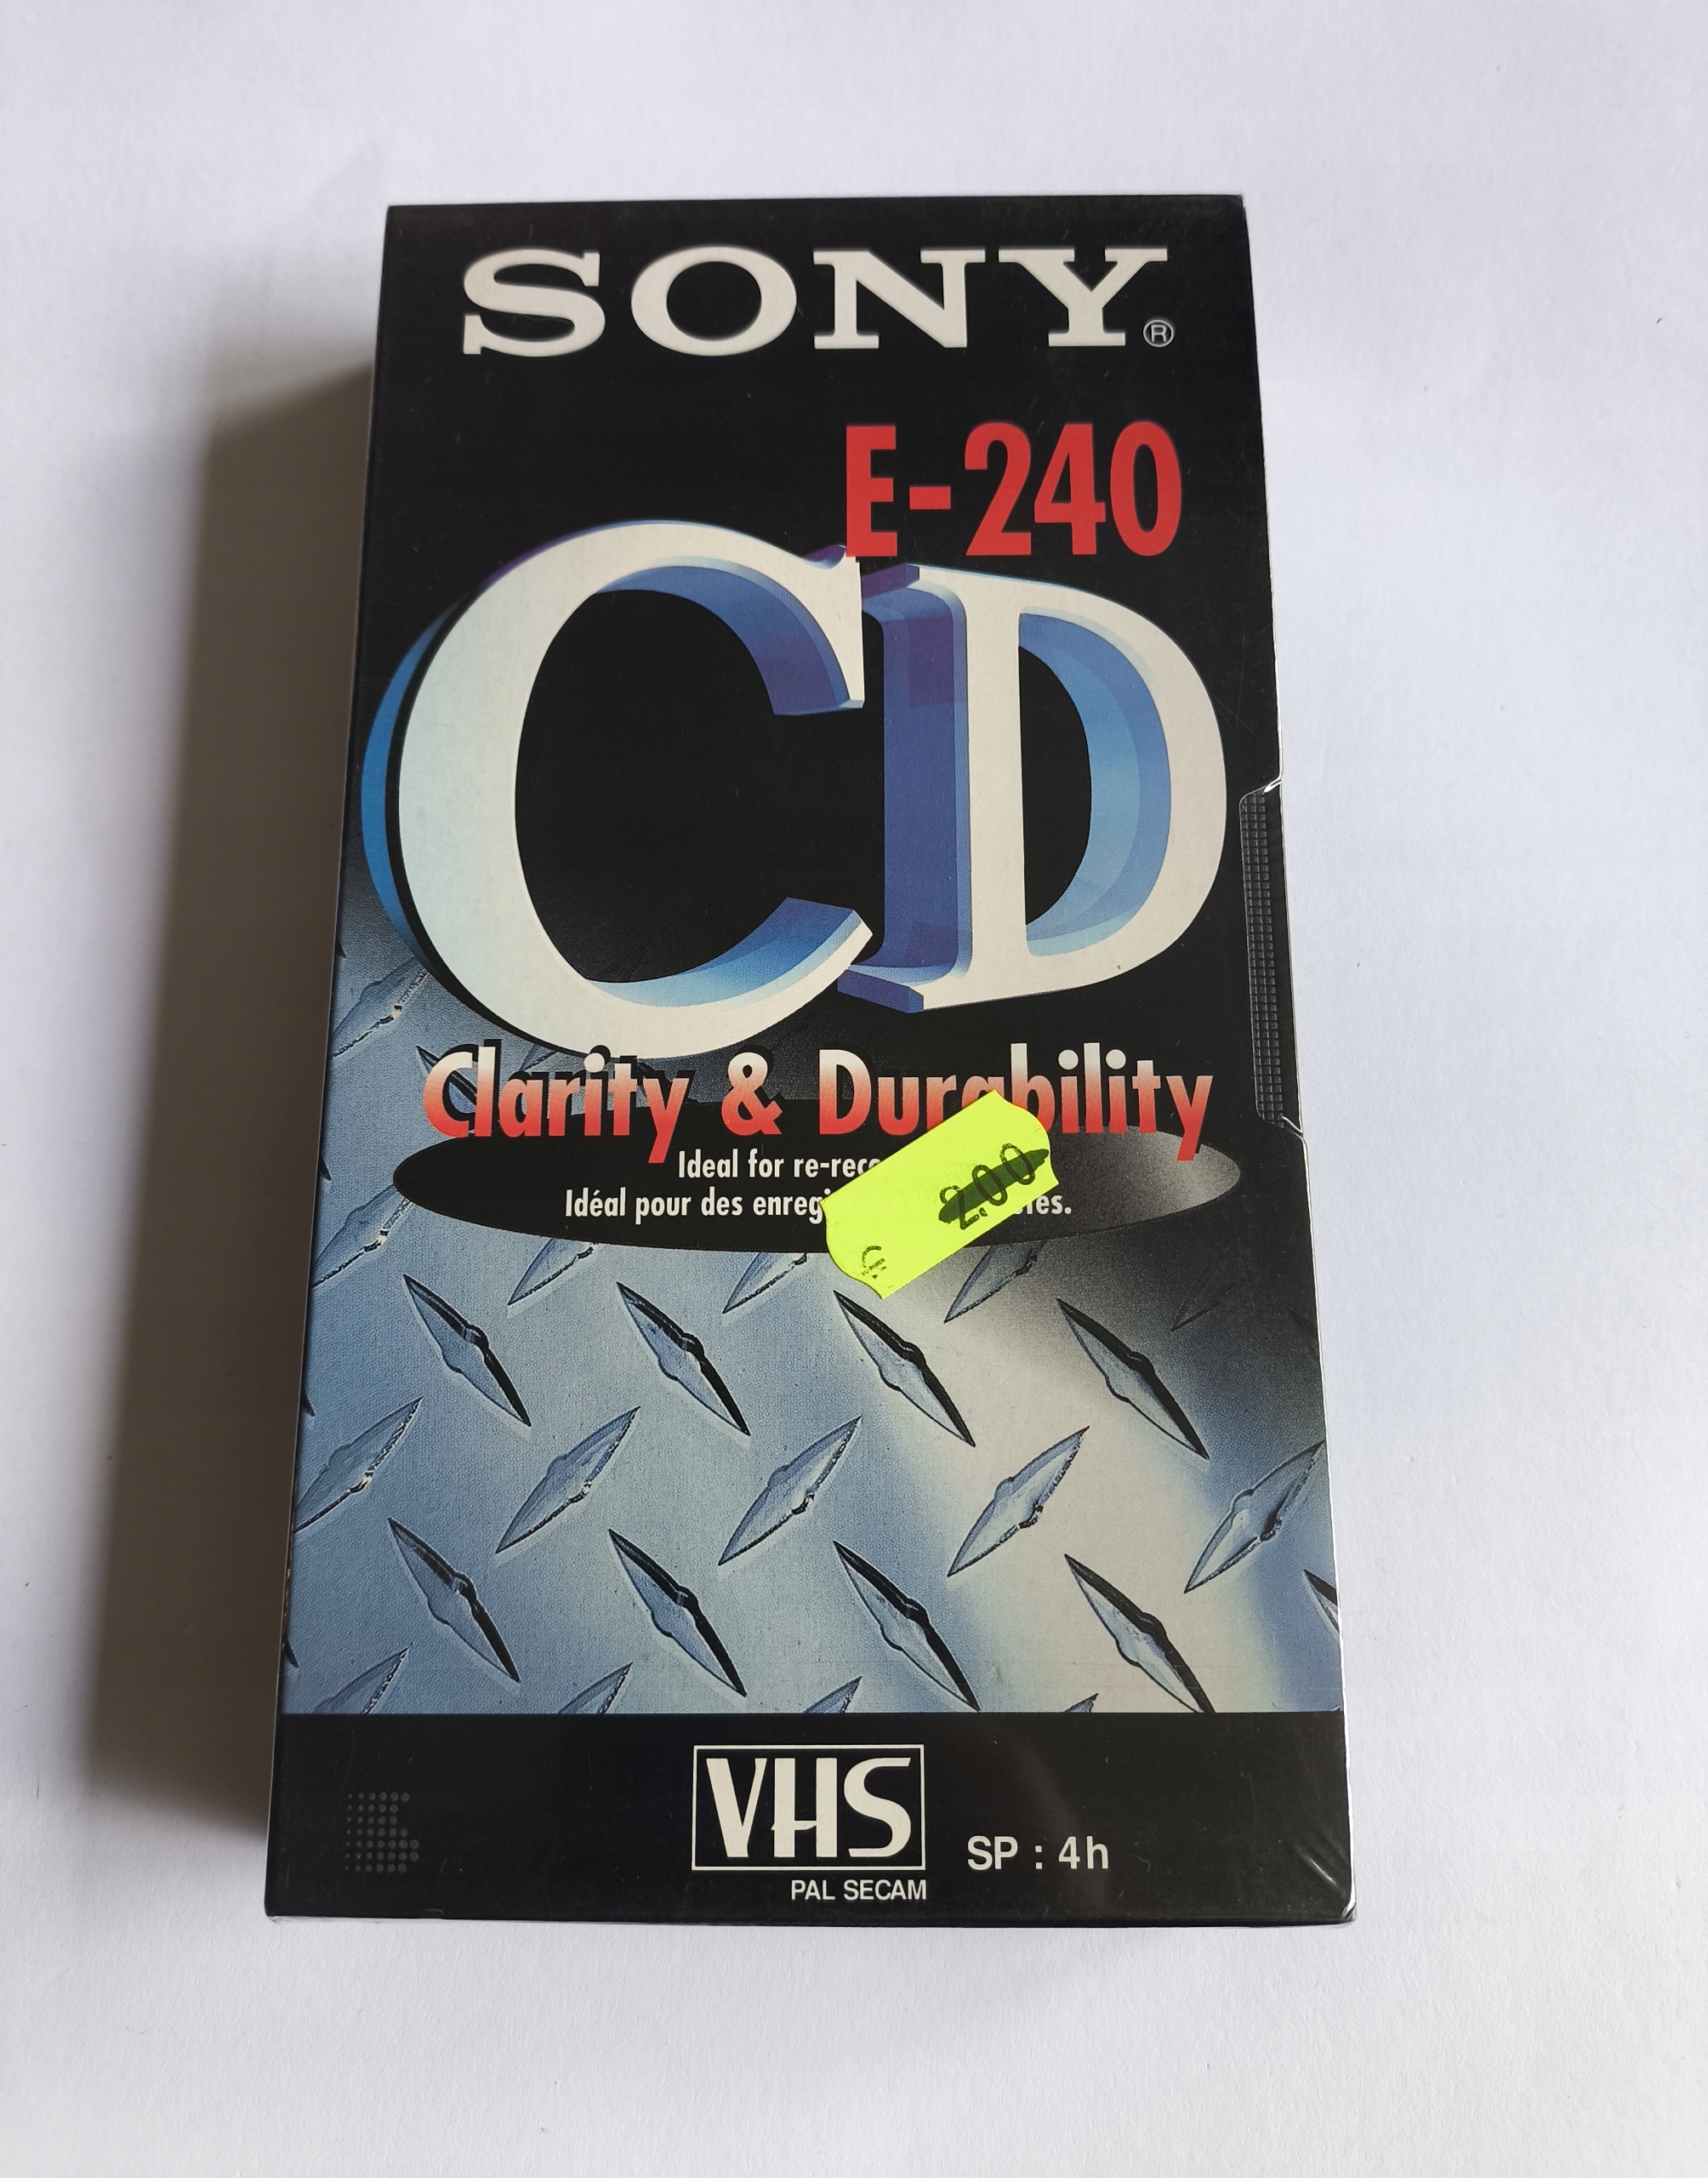 SONY®
E-240
CD
Clarity & Durability
Ideal for re-reco
Idéal pour des enregi
2.00
€
VHS
PAL SECAM
SP : 4h